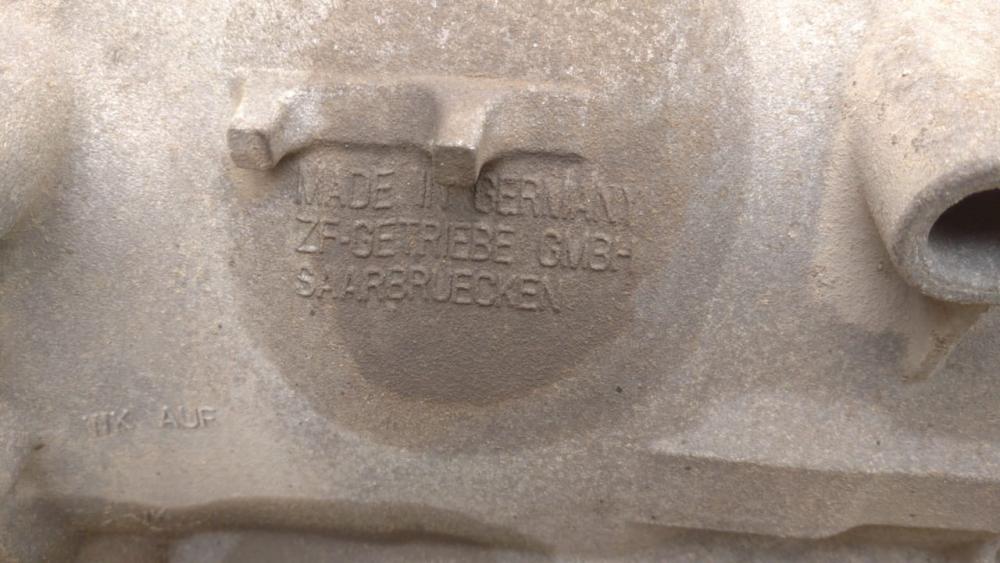 MADE IN GERMANY
ZF-GETRIEBE GMBH
SAARBRUECKEN
AUF